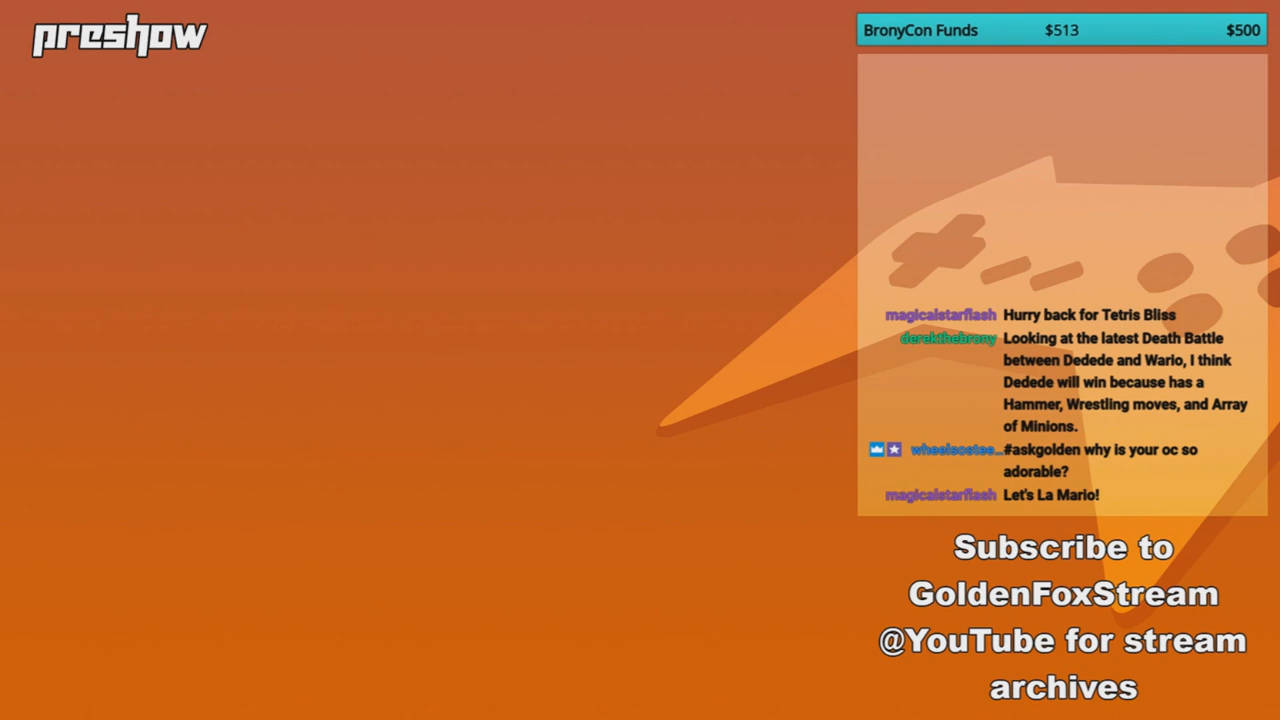 preshow
BronyCon Funds $513 $500
magicalstarflash Hurry back for Tetris Bliss
derekthebrony Looking at the latest Death Battle
between Dedede and Wario, I think
Dedede will win because has a
Hammer, Wrestling moves, and Array
of Minions.
wheelsostee... #askgolden why is your oc so
adorable?
magicalstarflash Let's La Mario!
Subscribe to
GoldenFoxStream
@YouTube for stream
archives